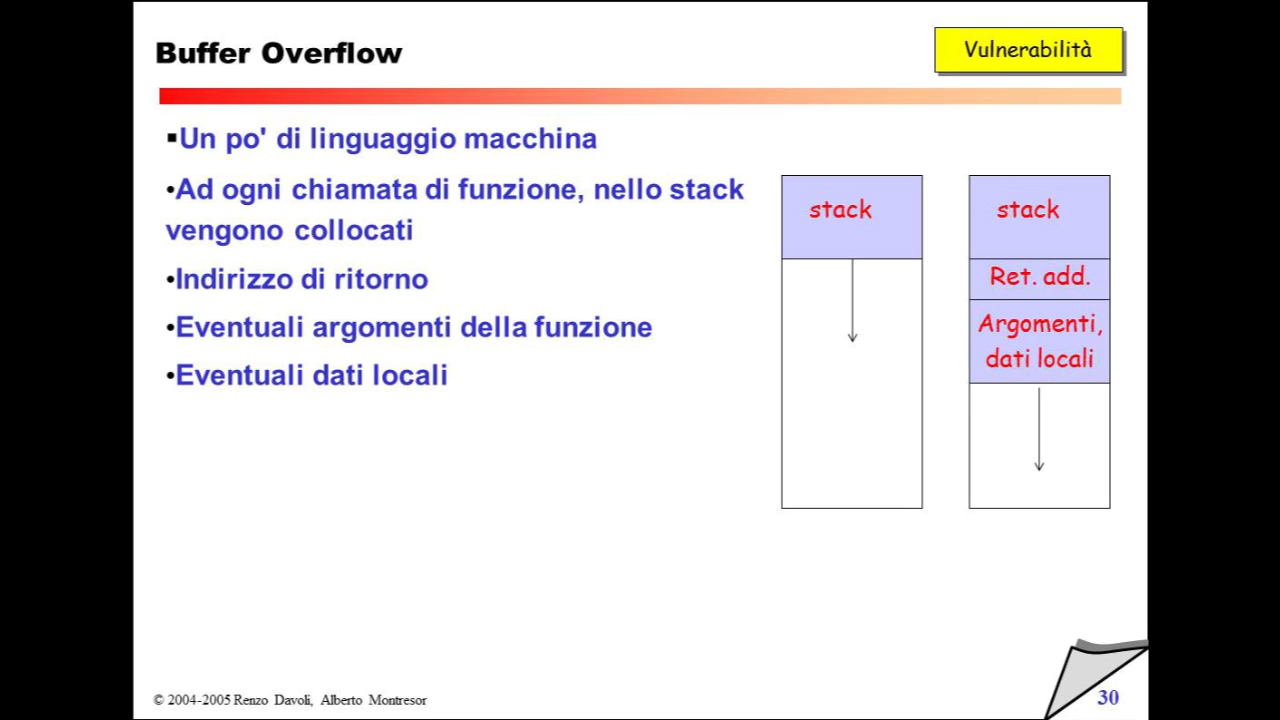 Buffer Overflow
Vulnerabilità
▪Un po' di linguaggio macchina
•Ad ogni chiamata di funzione, nello stack
vengono collocati
•Indirizzo di ritorno
•Eventuali argomenti della funzione
•Eventuali dati locali
stack
stack
Ret. add.
Argomenti,
dati locali
© 2004-2005 Renzo Davoli, Alberto Montresor
30